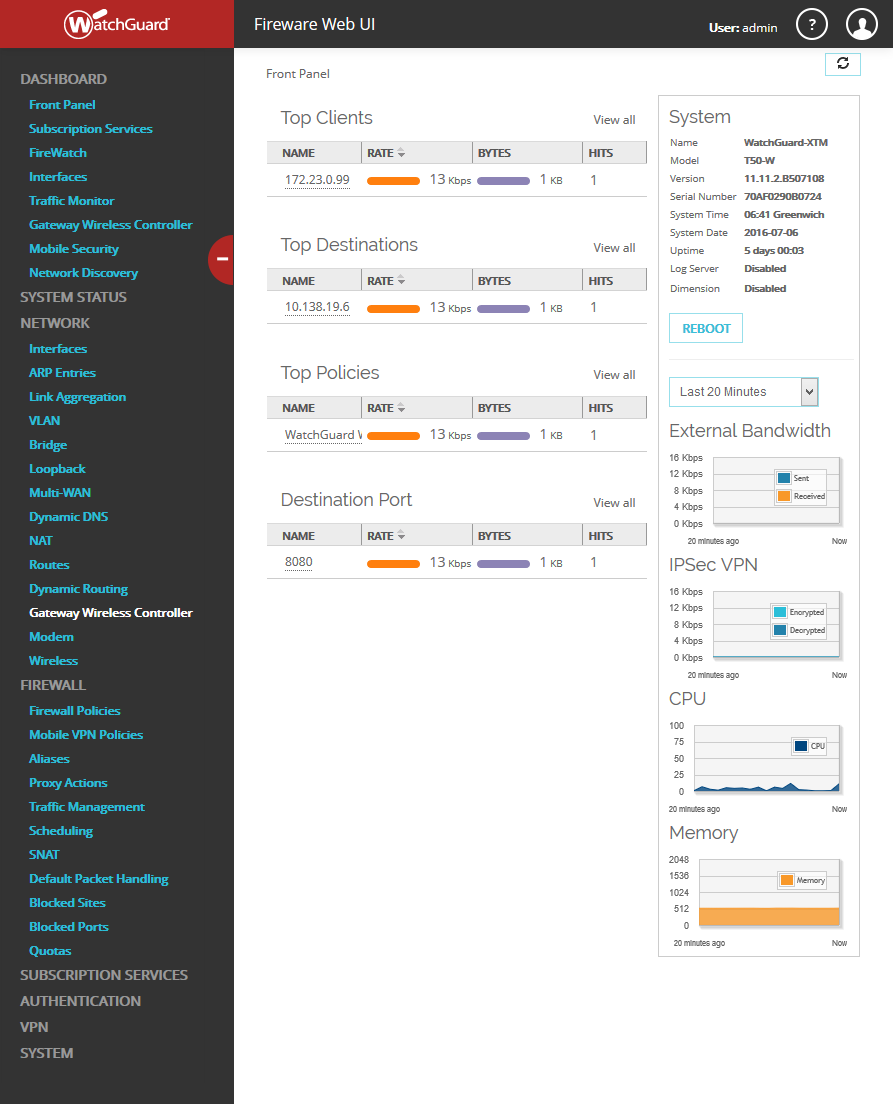 WatchGuard
Fireware Web UI
User: admin
?
DASHBOARD
Front Panel
Subscription Services
FireWatch
Interfaces
Traffic Monitor
Gateway Wireless Controller
Mobile Security
Network Discovery
SYSTEM STATUS
NETWORK
Interfaces
ARP Entries
Link Aggregation
VLAN
Bridge
Loopback
Multi-WAN
Dynamic DNS
NAT
Routes
Dynamic Routing
Gateway Wireless Controller
Modem
Wireless
FIREWALL
Firewall Policies
Mobile VPN Policies
Aliases
Proxy Actions
Traffic Management
Scheduling
SNAT
Default Packet Handling
Blocked Sites
Blocked Ports
Quotas
SUBSCRIPTION SERVICES
AUTHENTICATION
VPN
SYSTEM
Front Panel
Top Clients View all
NAME RATE BYTES HITS
172.23.0.99 13 Kbps 1 KB 1
Top Destinations View all
NAME RATE BYTES HITS
10.138.19.6 13 Kbps 1 KB 1
Top Policies View all
NAME RATE BYTES HITS
WatchGuard W 13 Kbps 1 KB 1
Destination Port View all
NAME RATE BYTES HITS
8080 13 Kbps 1 KB 1
System
Name WatchGuard-XTM
Model T50-W
Version 11.11.2.B507108
Serial Number 70AF0290B0724
System Time 06:41 Greenwich
System Date 2016-07-06
Uptime 5 days 00:03
Log Server Disabled
Dimension Disabled
REBOOT
Last 20 Minutes
External Bandwidth
16 Kbps
12 Kbps
8 Kbps
4 Kbps
0 Kbps
Sent
Received
20 minutes ago Now
IPSec VPN
16 Kbps
12 Kbps
8 Kbps
4 Kbps
0 Kbps
Encrypted
Decrypted
20 minutes ago Now
CPU
100
75
50
25
0
CPU
20 minutes ago Now
Memory
2048
1536
1024
512
0
Memory
20 minutes ago Now